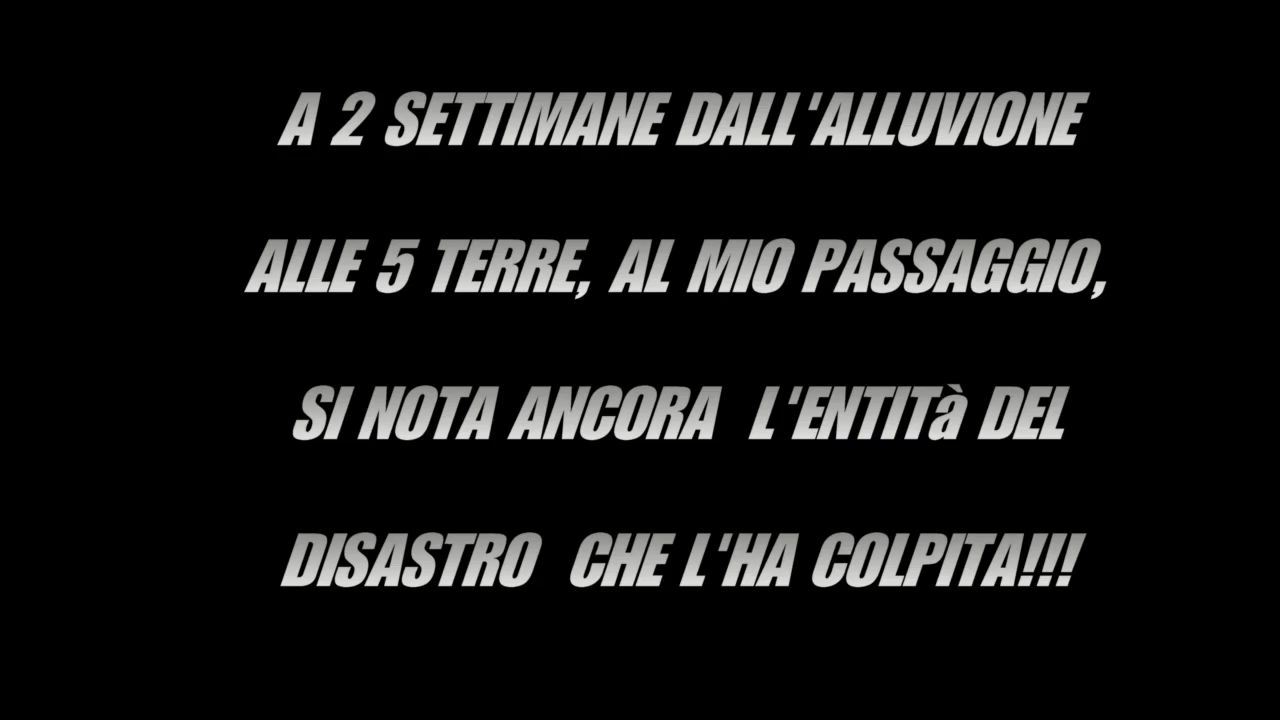 A 2 SETTIMANE DALL'ALLUVIONE
ALLE 5 TERRE, AL MIO PASSAGGIO,
SI NOTA ANCORA L'ENTITà DEL
DISASTRO CHE L'HA COLPITA!!!